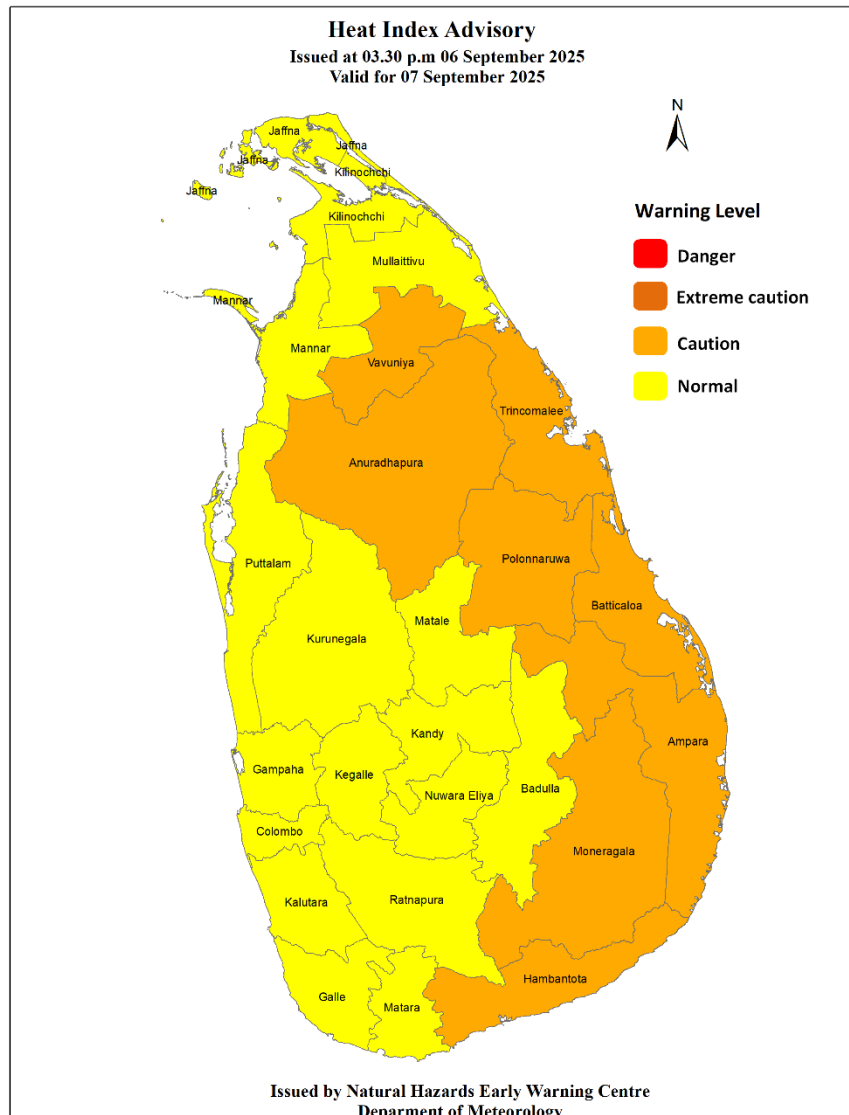 Heat Index Advisory
Issued at 03.30 p.m 06 September 2025
Valid for 07 September 2025
N
Jaffna
Jaffna
Jaffna
Kilinochchi
Jaffna
Kilinochchi
Warning Level
Danger
Extreme caution
Caution
Normal
Mullaittivu
Mannar
Mannar
Vavuniya
Trincomalee
Anuradhapura
Polonnaruwa
Puttalam
Batticaloa
Matale
Kurunegala
Kandy
Ampara
Gampaha
Kegalle
Badulla
Nuwara Eliya
Colombo
Moneragala
Kalutara
Ratnapura
Hambantota
Galle
Matara
Issued by Natural Hazards Early Warning Centre
Deparment of Meteorology